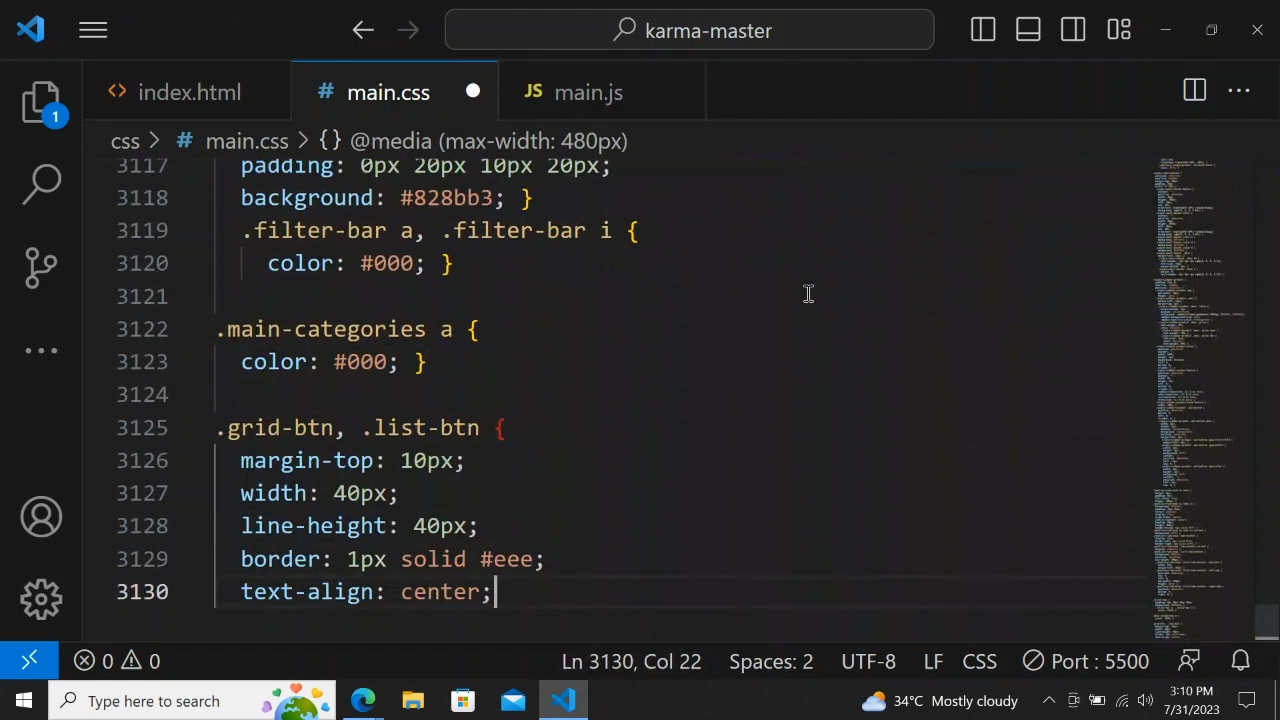 karma-master
index.html
# main.css
JS main.js
1
css > # main.css > {} @media (max-width: 480px)
3117 padding: 0px 20px 10px 20px;
3118 background: #828bb3; }
3119 .filter-bar a, lter-bar i {
3120 color: #000; }
3121
3122 .main-categories a {
3123 color: #000; }
3124
3125 .grid-btn, .list-btn {
3126 margin-top: 10px;
3127 width: 40px;
3128 line-height: 40px;
3129 border: 1px solid #eee;
3130 text-align: center;
0 0
Ln 3130, Col 22
Spaces: 2
UTF-8
LF
CSS
Port : 5500
Type here to search
34°C Mostly cloudy
3:10 PM
7/31/2023